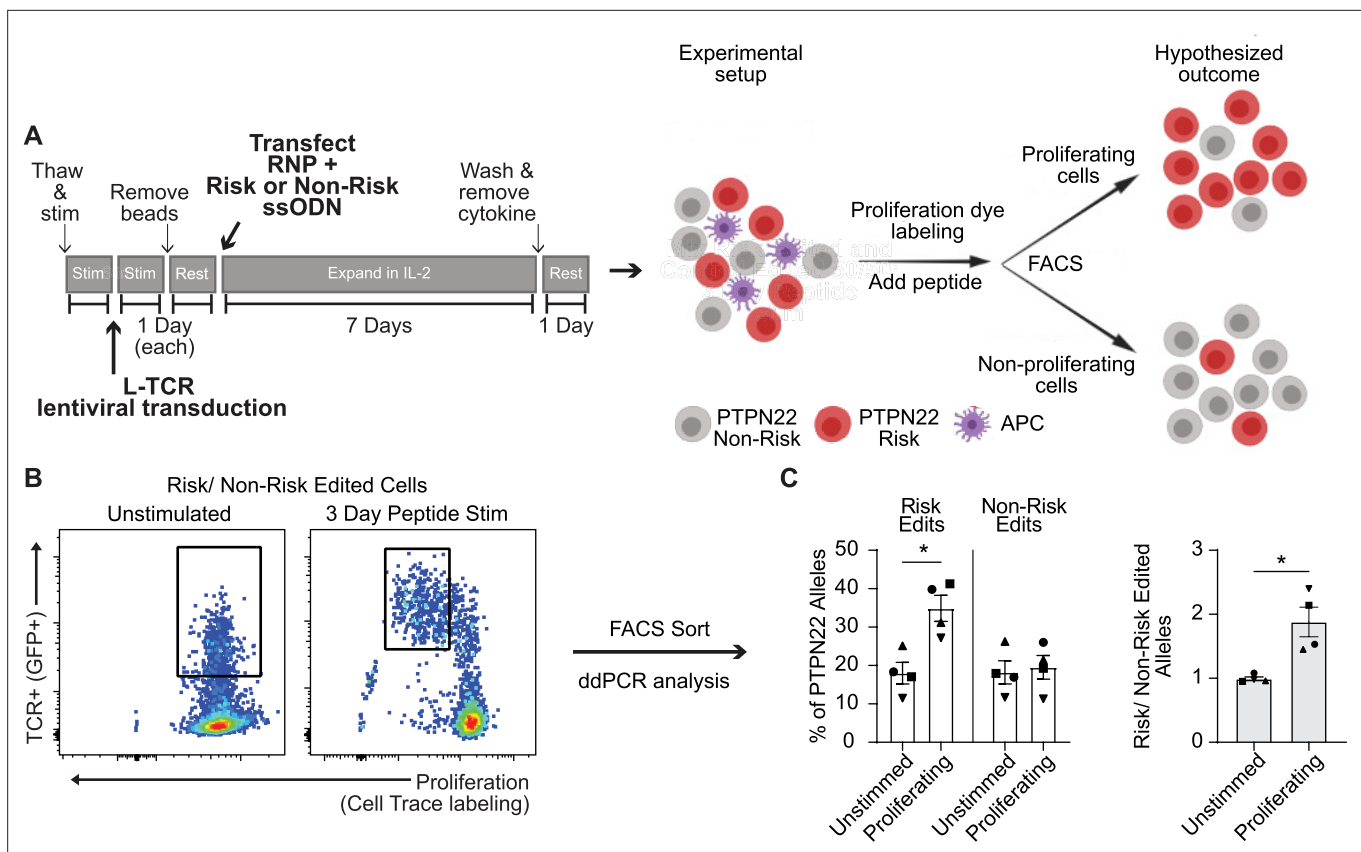 A
Thaw
&
stim
Remove
beads
Transfect
RNP +
Risk or Non-Risk
ssODN
Wash &
remove
cytokine
Stim
Stim
Rest
Expand in IL-2
Rest
1 Day
(each)
7 Days
1 Day
L-TCR
lentiviral transduction
Experimental
setup
Proliferation dye
labeling
Add peptide
FACS
Proliferating
cells
Non-proliferating
cells
Hypothesized
outcome
PTPN22
Non-Risk
PTPN22
Risk
APC
B
Risk/ Non-Risk Edited Cells
Unstimulated
3 Day Peptide Stim
TCR+ (GFP+)
Proliferation
(Cell Trace labeling)
FACS Sort
ddPCR analysis
C
Risk
Edits
Non-Risk
Edits
% of PTPN22 Alleles
50
40
30
20
10
0
*
Unstimmed
Proliferating
Unstimmed
Proliferating
Risk/ Non-Risk Edited
Alleles
3
2
1
0
*
Unstimmed
Proliferating